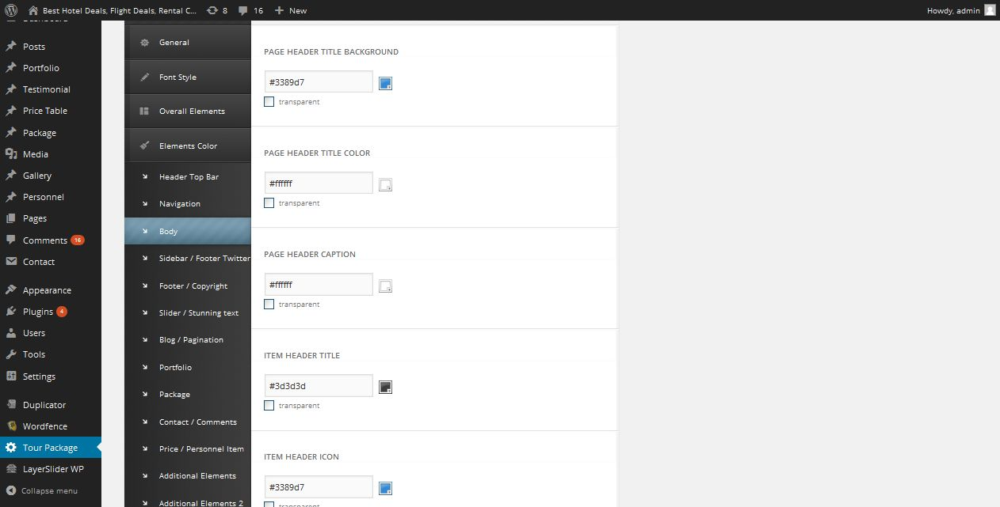 Best Hotel Deals, Flight Deals, Rental C... 8 16 New Howdy, admin
Dashboard
Posts
Portfolio
Testimonial
Price Table
Package
Media
Gallery
Personnel
Pages
Comments 16
Contact
Appearance
Plugins 4
Users
Tools
Settings
Duplicator
Wordfence
Tour Package
LayerSlider WP
Collapse menu
General
Font Style
Overall Elements
Elements Color
Header Top Bar
Navigation
Body
Sidebar / Footer Twitter
Footer / Copyright
Slider / Stunning text
Blog / Pagination
Portfolio
Package
Contact / Comments
Price / Personnel Item
Additional Elements
Additional Elements 2
PAGE HEADER TITLE BACKGROUND
#3389d7
transparent
PAGE HEADER TITLE COLOR
#ffffff
transparent
PAGE HEADER CAPTION
#ffffff
transparent
ITEM HEADER TITLE
#3d3d3d
transparent
ITEM HEADER ICON
#3389d7
transparent